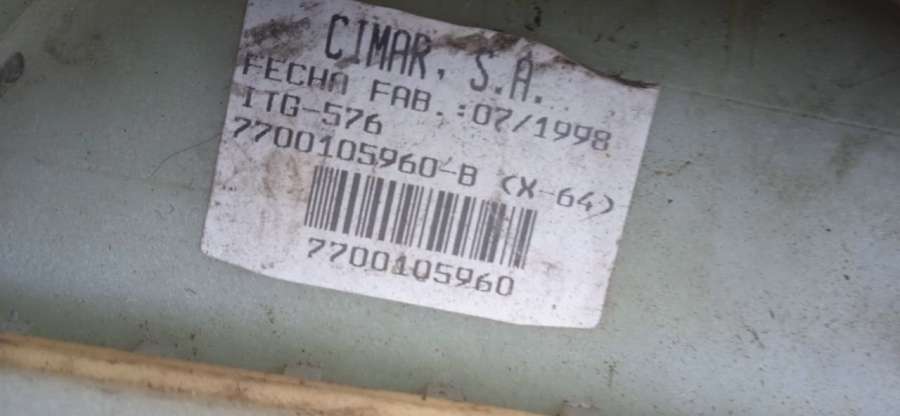 CIMAR, S.A.
FECHA FAB.:07/1998
ITG-576
7700105960-B (X-64)
7700105960